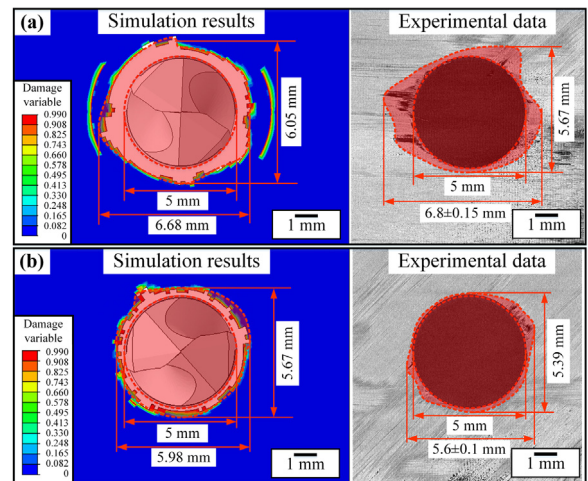 (a)
Simulation results
Experimental data
Damage
variable
0.990
0.908
0.825
0.743
0.660
0.578
0.495
0.413
0.330
0.248
0.165
0.082
0
6.05 mm
5 mm
6.68 mm
1 mm
5.67 mm
5 mm
6.8±0.15 mm
1 mm
(b)
Simulation results
Experimental data
Damage
variable
0.990
0.908
0.825
0.743
0.660
0.578
0.495
0.413
0.330
0.248
0.165
0.082
0
5.67 mm
5 mm
5.98 mm
1 mm
5.39 mm
5 mm
5.6±0.1 mm
1 mm